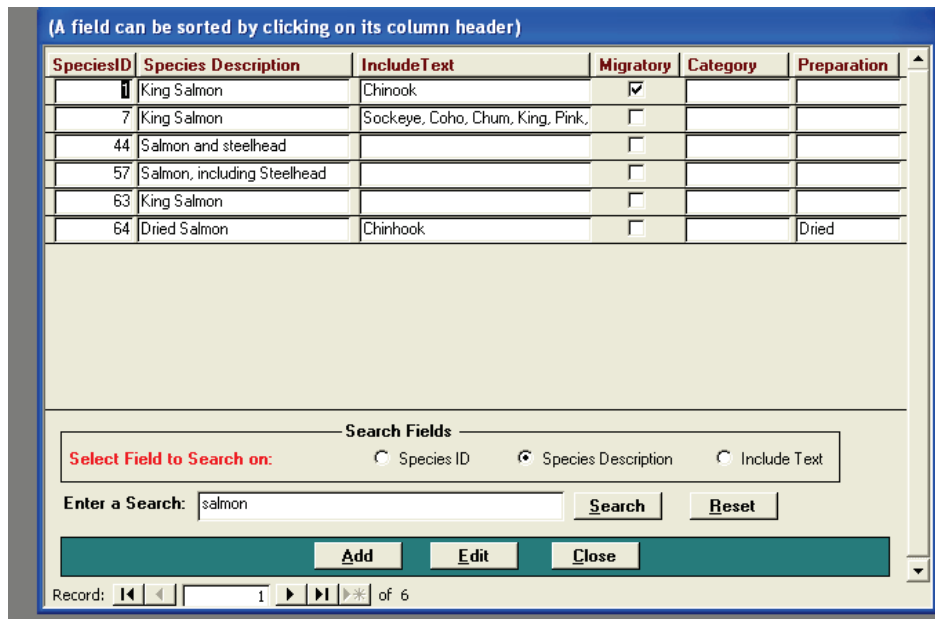 (A field can be sorted by clicking on its column header)
SpeciesID Species Description IncludeText Migratory Category Preparation
1 King Salmon Chinook
7 King Salmon Sockeye, Coho, Chum, King, Pink,
44 Salmon and steelhead
57 Salmon, including Steelhead
63 King Salmon
64 Dried Salmon Chinhook Dried
Search Fields
Select Field to Search on: Species ID Species Description Include Text
Enter a Search: salmon Search Reset
Add Edit Close
Record: 1 of 6